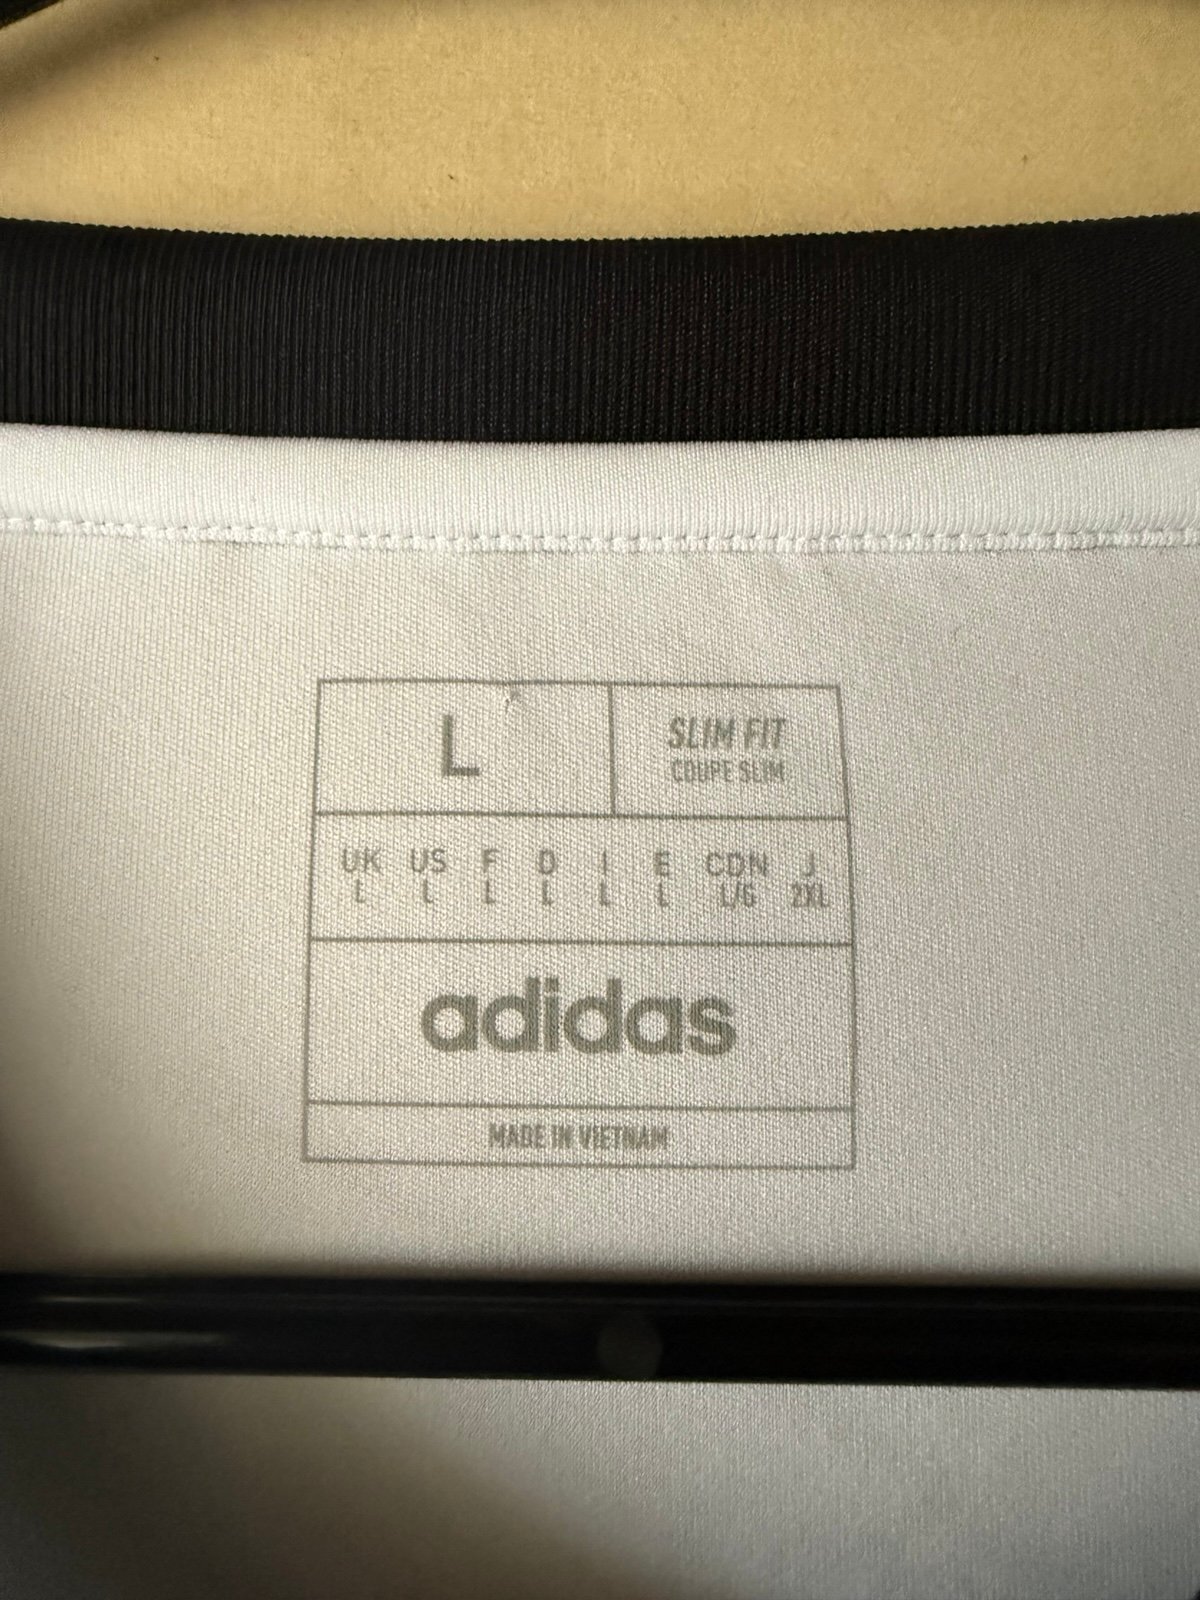 L
SLIM FIT
COUPE SLIM
UK US F D I E CDN J
L L L L L L L/G 2XL
adidas
MADE IN VIETNAM